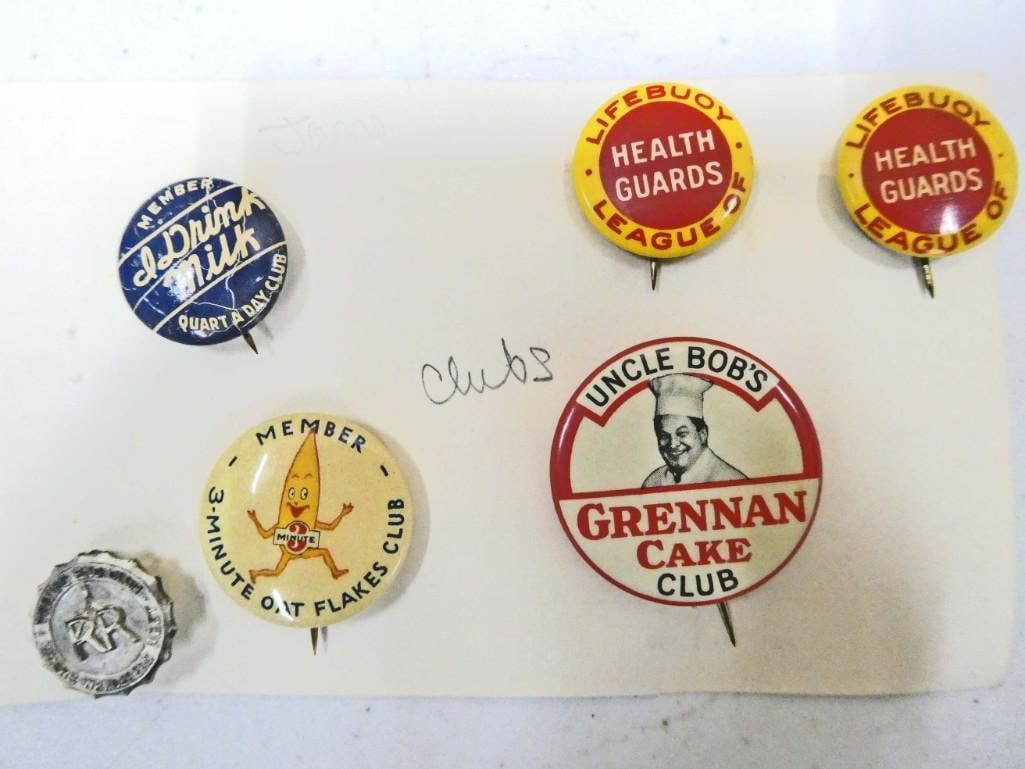 MEMBER
I Drink
Milk
QUART A DAY CLUB
LIFEBUOY
HEALTH
GUARDS
LEAGUE OF
LIFEBUOY
HEALTH
GUARDS
LEAGUE OF
Clubs
MEMBER
3
MINUTE
3-MINUTE OAT FLAKES CLUB
UNCLE BOB'S
GRENNAN
CAKE
CLUB
RR